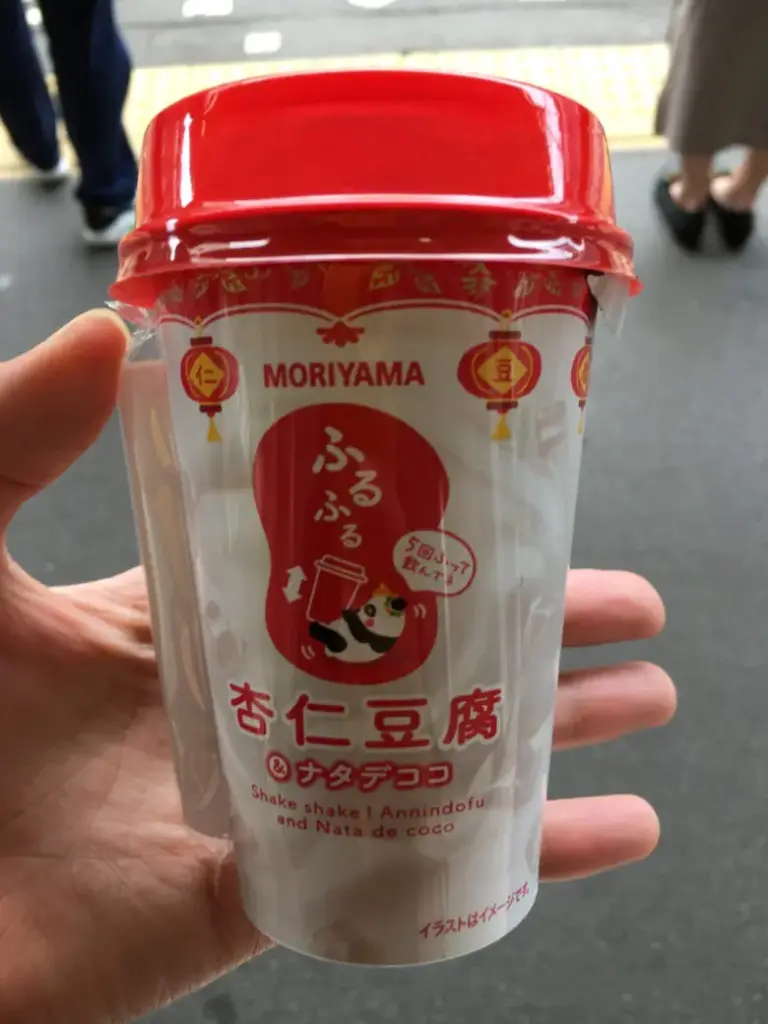 仁
MORIYAMA
豆
ふる
ふる
5回ふって
飲んでね
杏仁豆腐
&ナタデココ
Shake shake! Annindofu
and Nata de coco
イラストはイメージです。